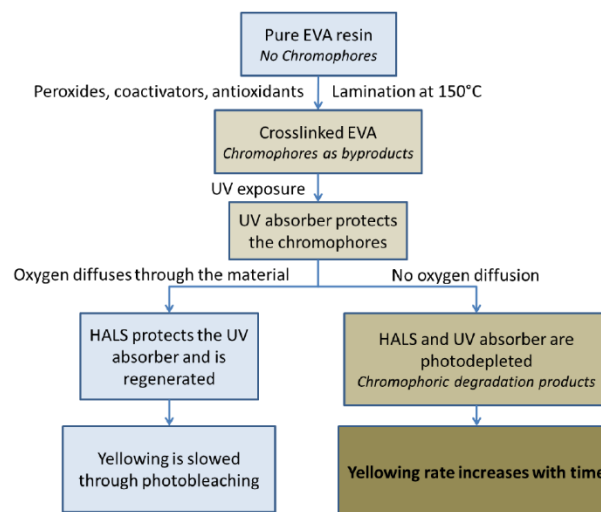 Pure EVA resin
No Chromophores
Peroxides, coactivators, antioxidants
Lamination at 150°C
Crosslinked EVA
Chromophores as byproducts
UV exposure
UV absorber protects
the chromophores
Oxygen diffuses through the material
No oxygen diffusion
HALS protects the UV
absorber and is
regenerated
HALS and UV absorber are
photodepleted
Chromophoric degradation products
Yellowing is slowed
through photobleaching
Yellowing rate increases with time